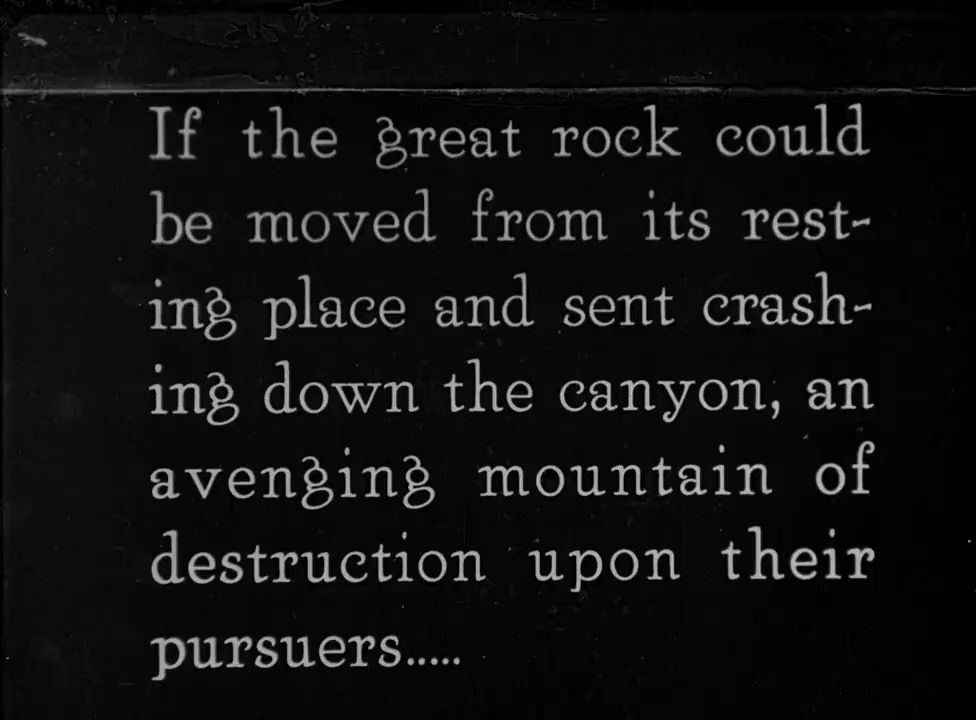 If the great rock could
be moved from its rest-
ing place and sent crash-
ing down the canyon, an
avenging mountain of
destruction upon their
pursuers.....